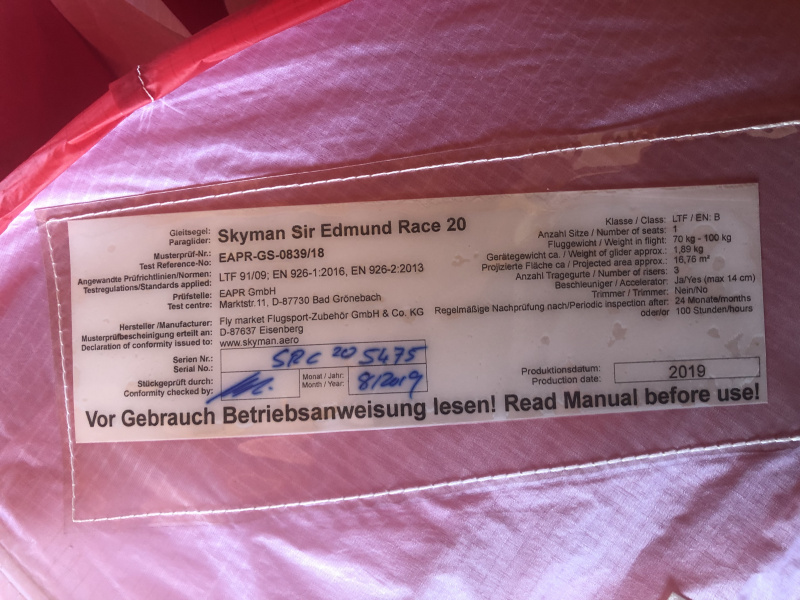 Gleitsegel:
Paraglider:
Skyman Sir Edmund Race 20
Musterprüf-Nr.:
Test Reference-No:
EAPR-GS-0839/18
Angewandte Prüfrichtlinien/Normen:
Testregulations/Standards applied:
LTF 91/09; EN 926-1:2016, EN 926-2:2013
Prüfstelle:
Test centre:
EAPR GmbH
Marktstr.11, D-87730 Bad Grönebach
Hersteller /Manufacturer:
Musterprüfbescheinigung erteilt an:
Declaration of conformity issued to:
Fly market Flugsport-Zubehör GmbH & Co. KG
D-87637 Eisenberg
www.skyman.aero
Serien Nr.:
Serial No.:
SRC 20 5475
Stückgeprüft durch:
Conformity checked by:
Monat / Jahr:
Month / Year:
8/2019
Klasse / Class: LTF / EN: B
Anzahl Sitze / Number of seats: 1
Fluggewicht / Weight in flight: 70 kg - 100 kg
Gerätegewicht ca. / Weight of glider approx.: 1,89 kg
Projizierte Fläche ca / Projected area approx.: 16,76 m²
Anzahl Tragegurte / Number of risers: 3
Beschleuniger / Accelerator: Ja/Yes (max 14 cm)
Trimmer / Trimmer: Nein/No
Regelmäßige Nachprüfung nach/Periodic inspection after: 24 Monate/months
oder/or 100 Stunden/hours
Produktionsdatum:
Production date:
2019
Vor Gebrauch Betriebsanweisung lesen! Read Manual before use!